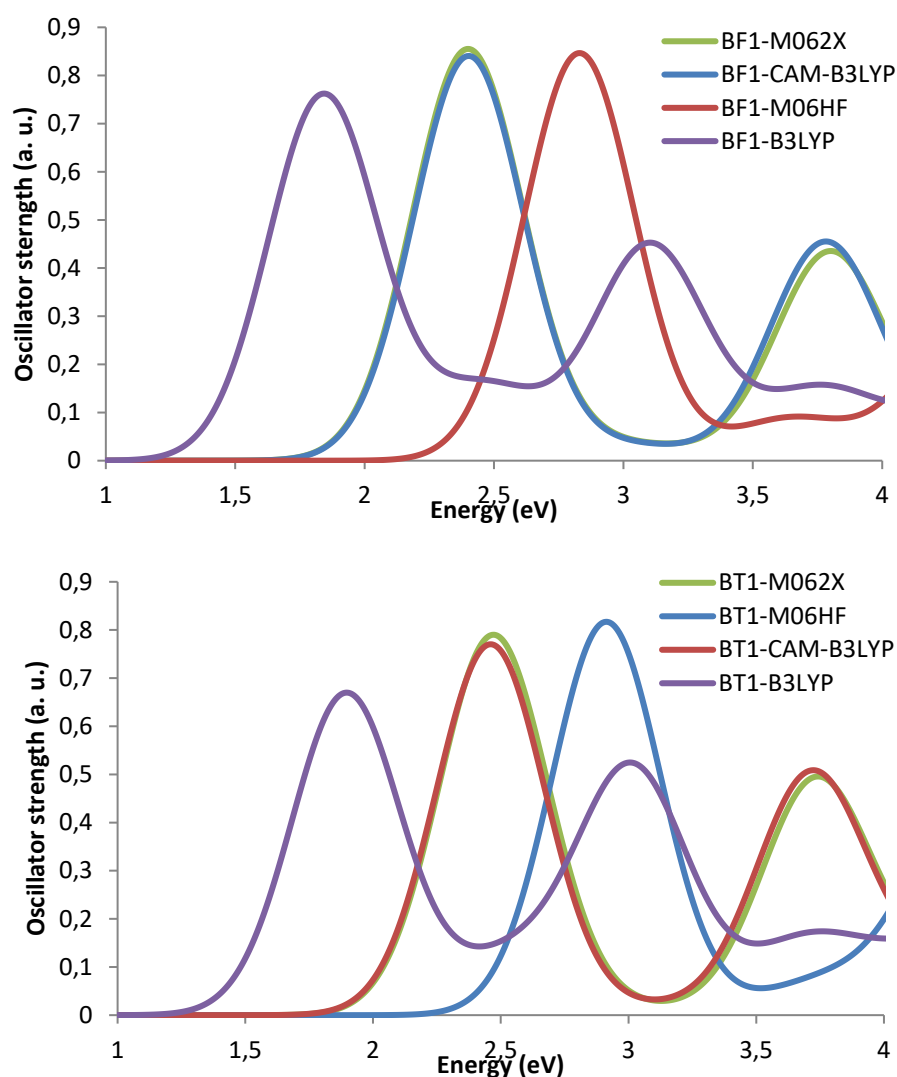 0,9
0,8
0,7
0,6
0,5
0,4
0,3
0,2
0,1
0
Oscillator sterngth (a. u.)
BF1-M062X
BF1-CAM-B3LYP
BF1-M06HF
BF1-B3LYP
1 1,5 2 2,5 3 3,5 4
Energy (eV)
0,9
0,8
0,7
0,6
0,5
0,4
0,3
0,2
0,1
0
Oscillator strength (a. u.)
BT1-M062X
BT1-M06HF
BT1-CAM-B3LYP
BT1-B3LYP
1 1,5 2 2,5 3 3,5 4
Energy (eV)